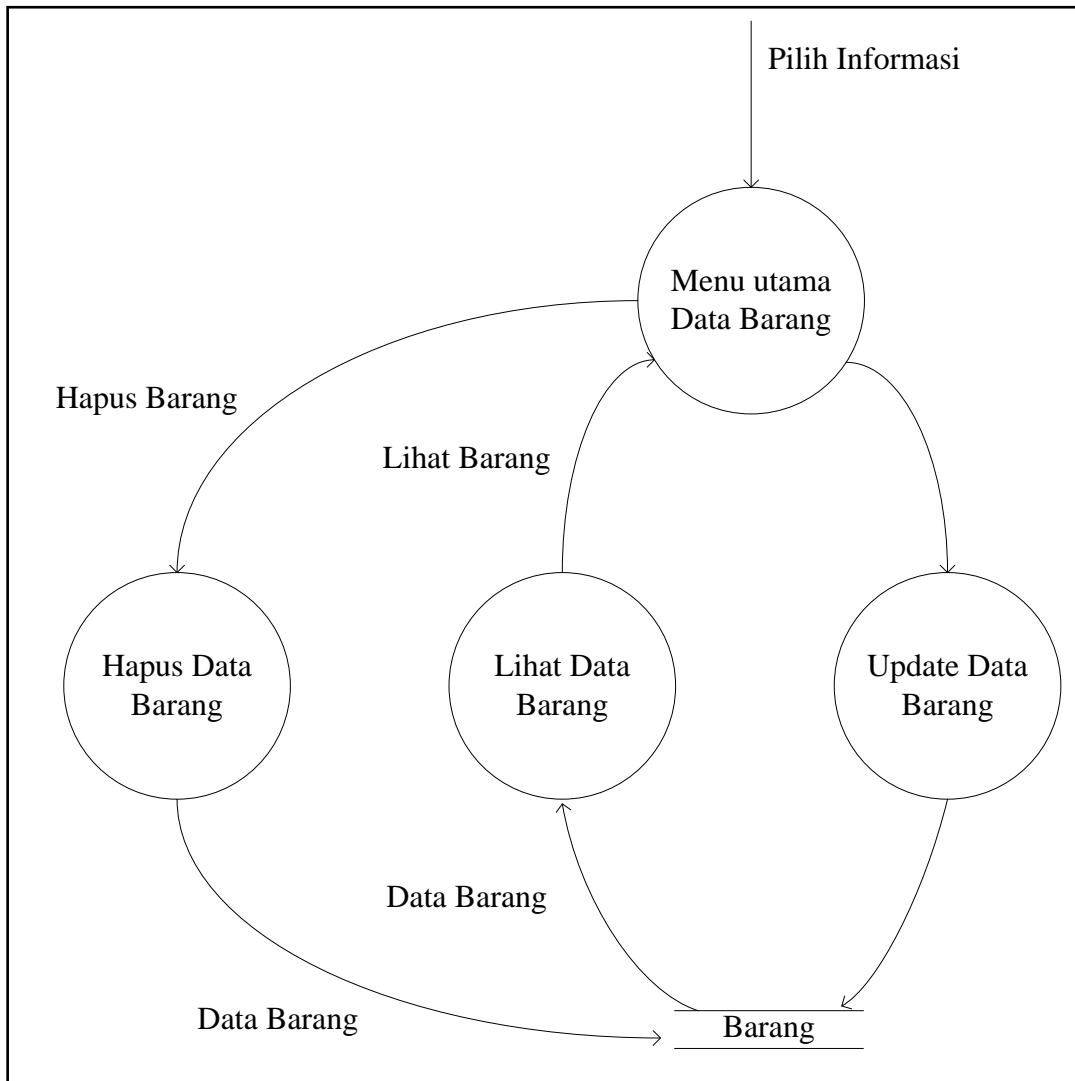 Pilih Informasi
Menu utama
Data Barang
Hapus Barang
Lihat Barang
Hapus Data
Barang
Lihat Data
Barang
Update Data
Barang
Data Barang
Data Barang
Barang